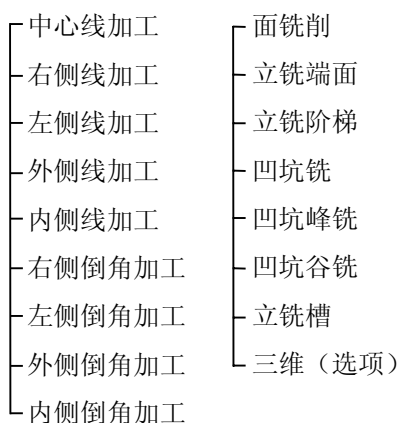 中心线加工
右侧线加工
左侧线加工
外侧线加工
内侧线加工
右侧倒角加工
左侧倒角加工
外侧倒角加工
内侧倒角加工
面铣削
立铣端面
立铣阶梯
凹坑铣
凹坑峰铣
凹坑谷铣
立铣槽
三维（选项）